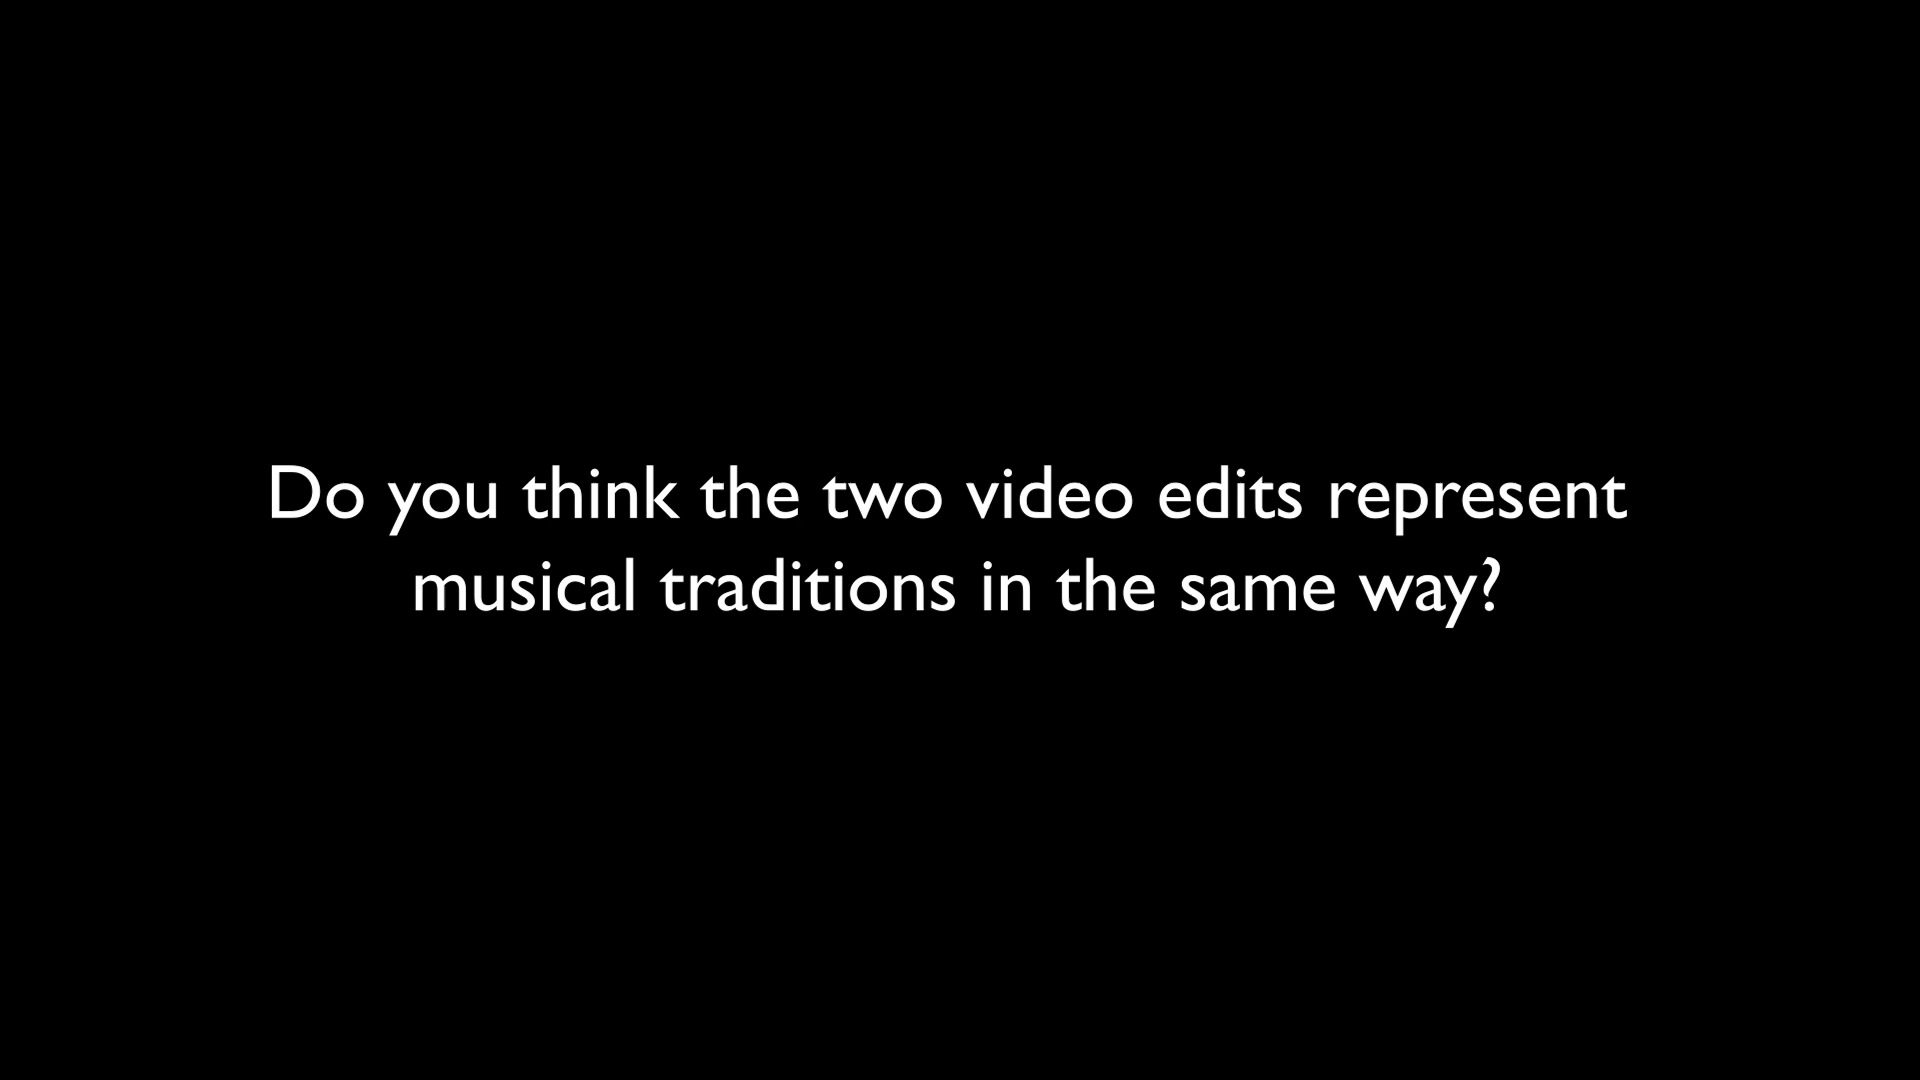 Do you think the two video edits represent
musical traditions in the same way?